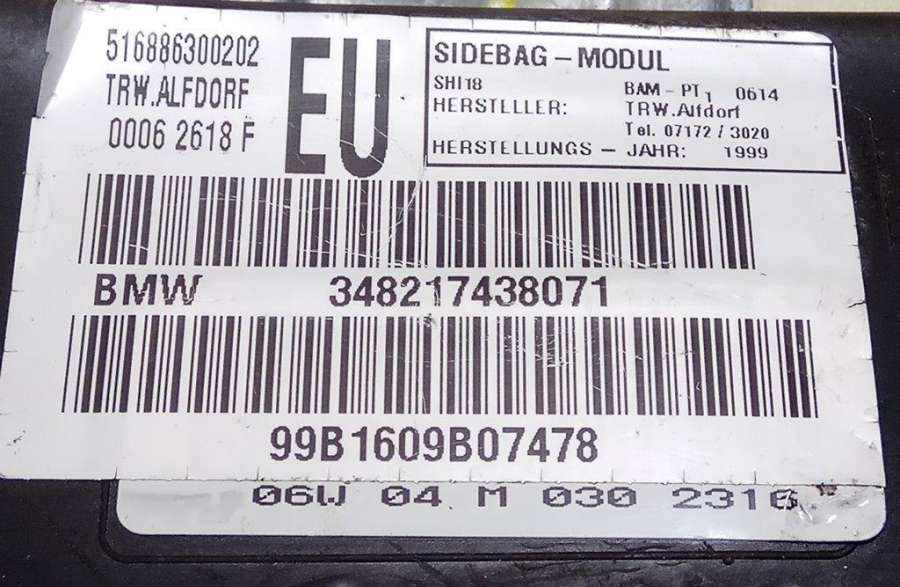 516886300202
TRW.ALFDORF
0006 2618 F
EU
SIDEBAG-MODUL
SHI18 BAM-PT1 0614
HERSTELLER: TRW.Alfdorf
Tel. 07172/3020
HERSTELLUNGS-JAHR: 1999
BMW 348217438071
99B1609B07478
06W 04 M 030 2316